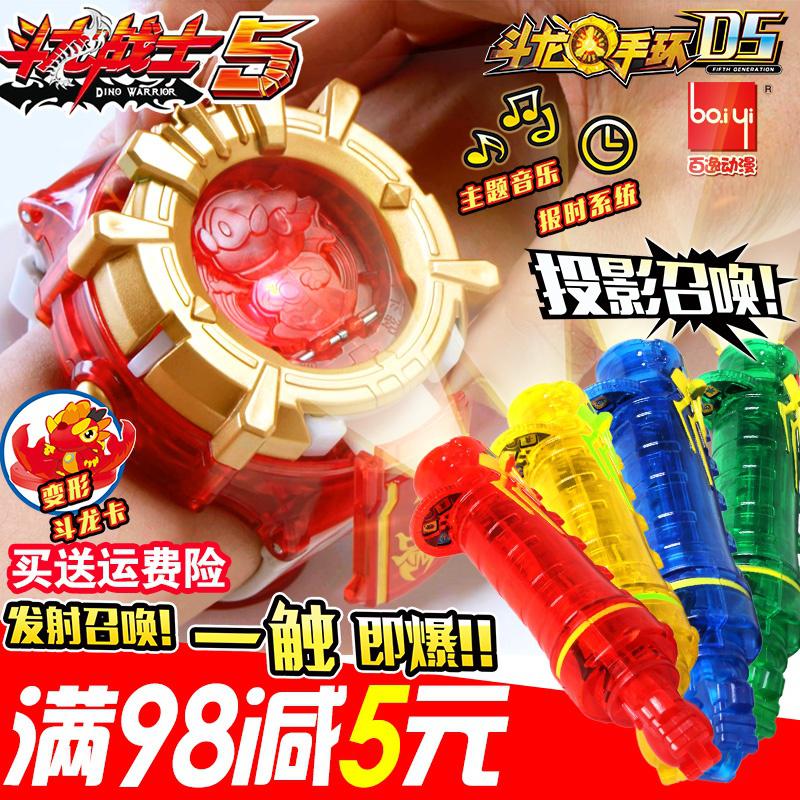 斗龙战士5
DINO WARRIOR
斗龙手环D5
FIFTH GENERATION
bai yi
R
百逸动漫
主题音乐
报时系统
投影召唤!
变形
斗龙卡
买送运费险
发射召唤! 一触即爆!!
满98减5元